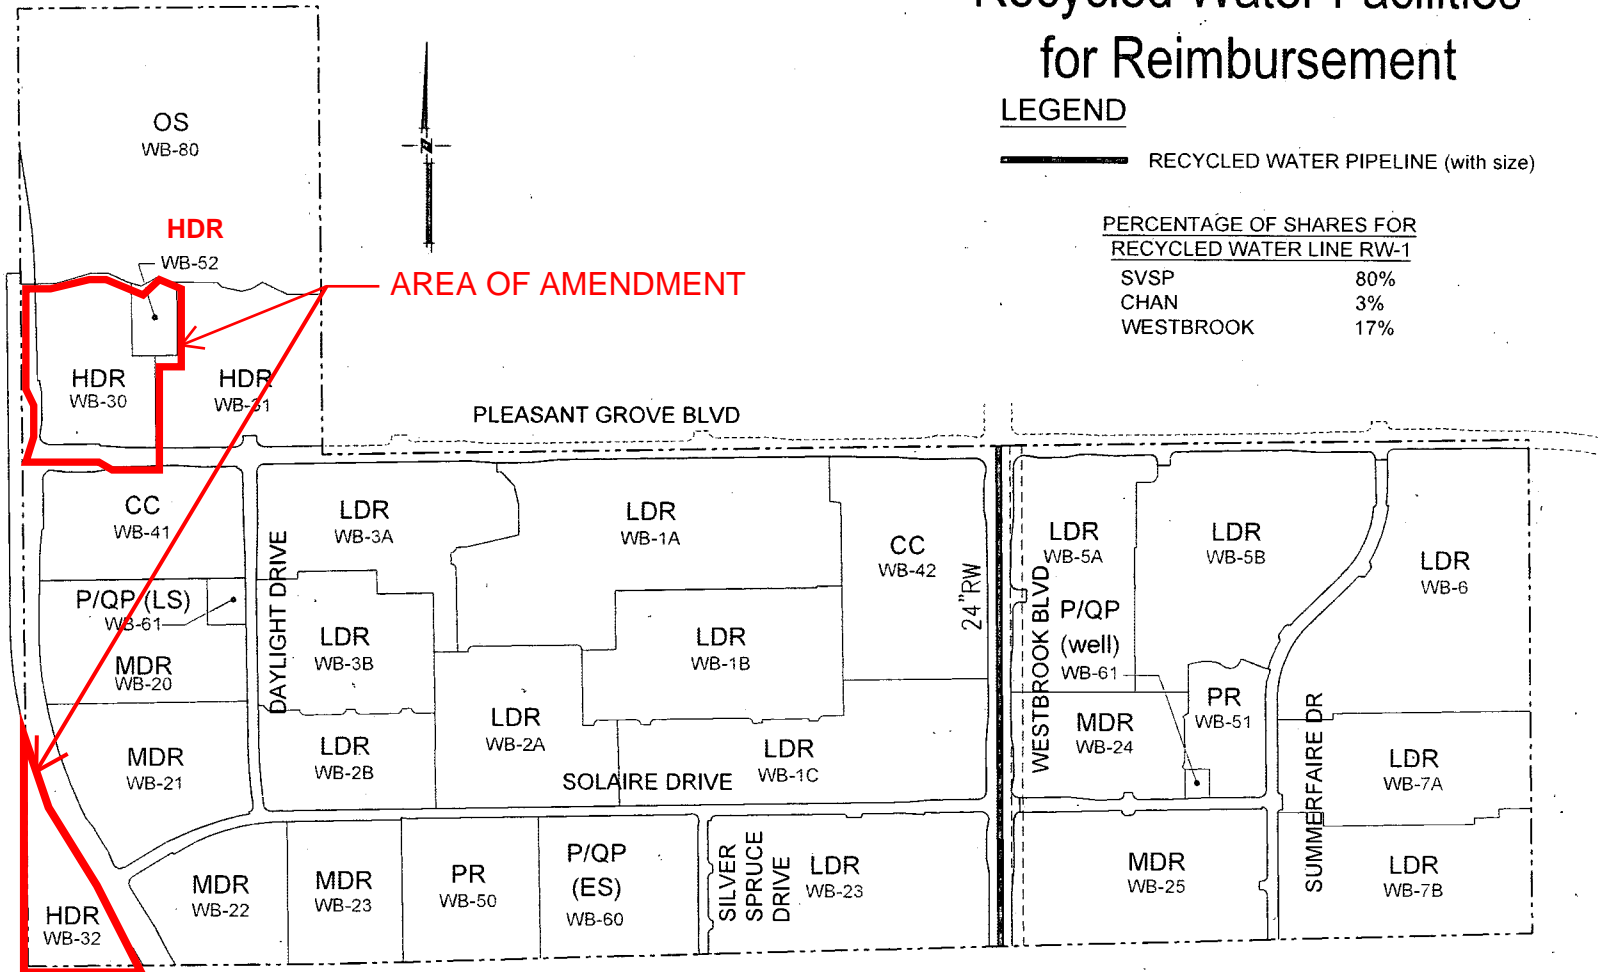 Recycled Water Facilities
for Reimbursement
LEGEND
RECYCLED WATER PIPELINE (with size)
PERCENTAGE OF SHARES FOR
RECYCLED WATER LINE RW-1
SVSP 80%
CHAN 3%
WESTBROOK 17%
OS
WB-80
HDR
WB-52
AREA OF AMENDMENT
HDR
WB-30
HDR
WB-31
PLEASANT GROVE BLVD
CC
WB-41
LDR
WB-3A
LDR
WB-1A
CC
WB-42
LDR
WB-5A
LDR
WB-5B
LDR
WB-6
P/QP (LS)
WB-61
DAYLIGHT DRIVE
LDR
WB-3B
LDR
WB-1B
24"RW
WESTBROOK BLVD
P/QP
(well)
WB-61
MDR
WB-20
PR
WB-51
MDR
WB-21
LDR
WB-2B
LDR
WB-2A
LDR
WB-1C
MDR
WB-24
SUMMERFAIRE DR
LDR
WB-7A
SOLAIRE DRIVE
HDR
WB-32
MDR
WB-22
MDR
WB-23
PR
WB-50
P/QP
(ES)
WB-60
SILVER
SPRUCE
DRIVE
LDR
WB-23
MDR
WB-25
LDR
WB-7B
N